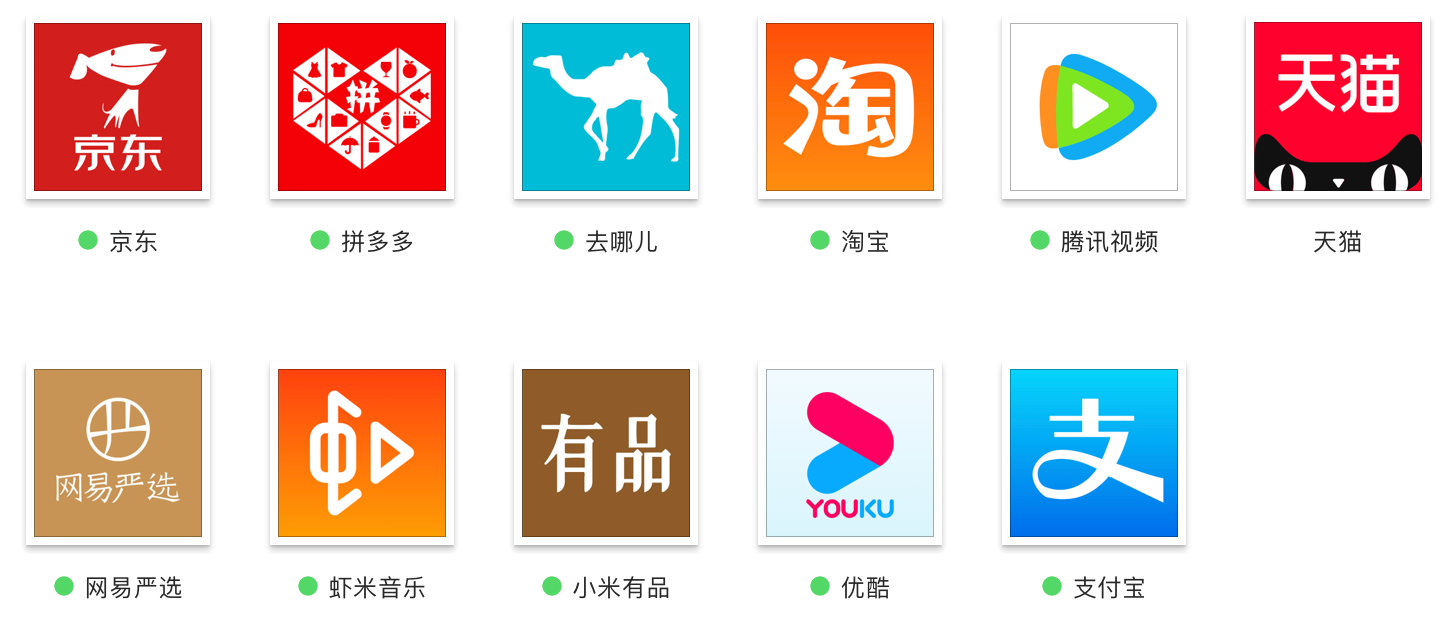 京东
拼
淘
天猫
京东
拼多多
去哪儿
淘宝
腾讯视频
天猫
网易严选
有品
YOUKU
支
网易严选
虾米音乐
小米有品
优酷
支付宝